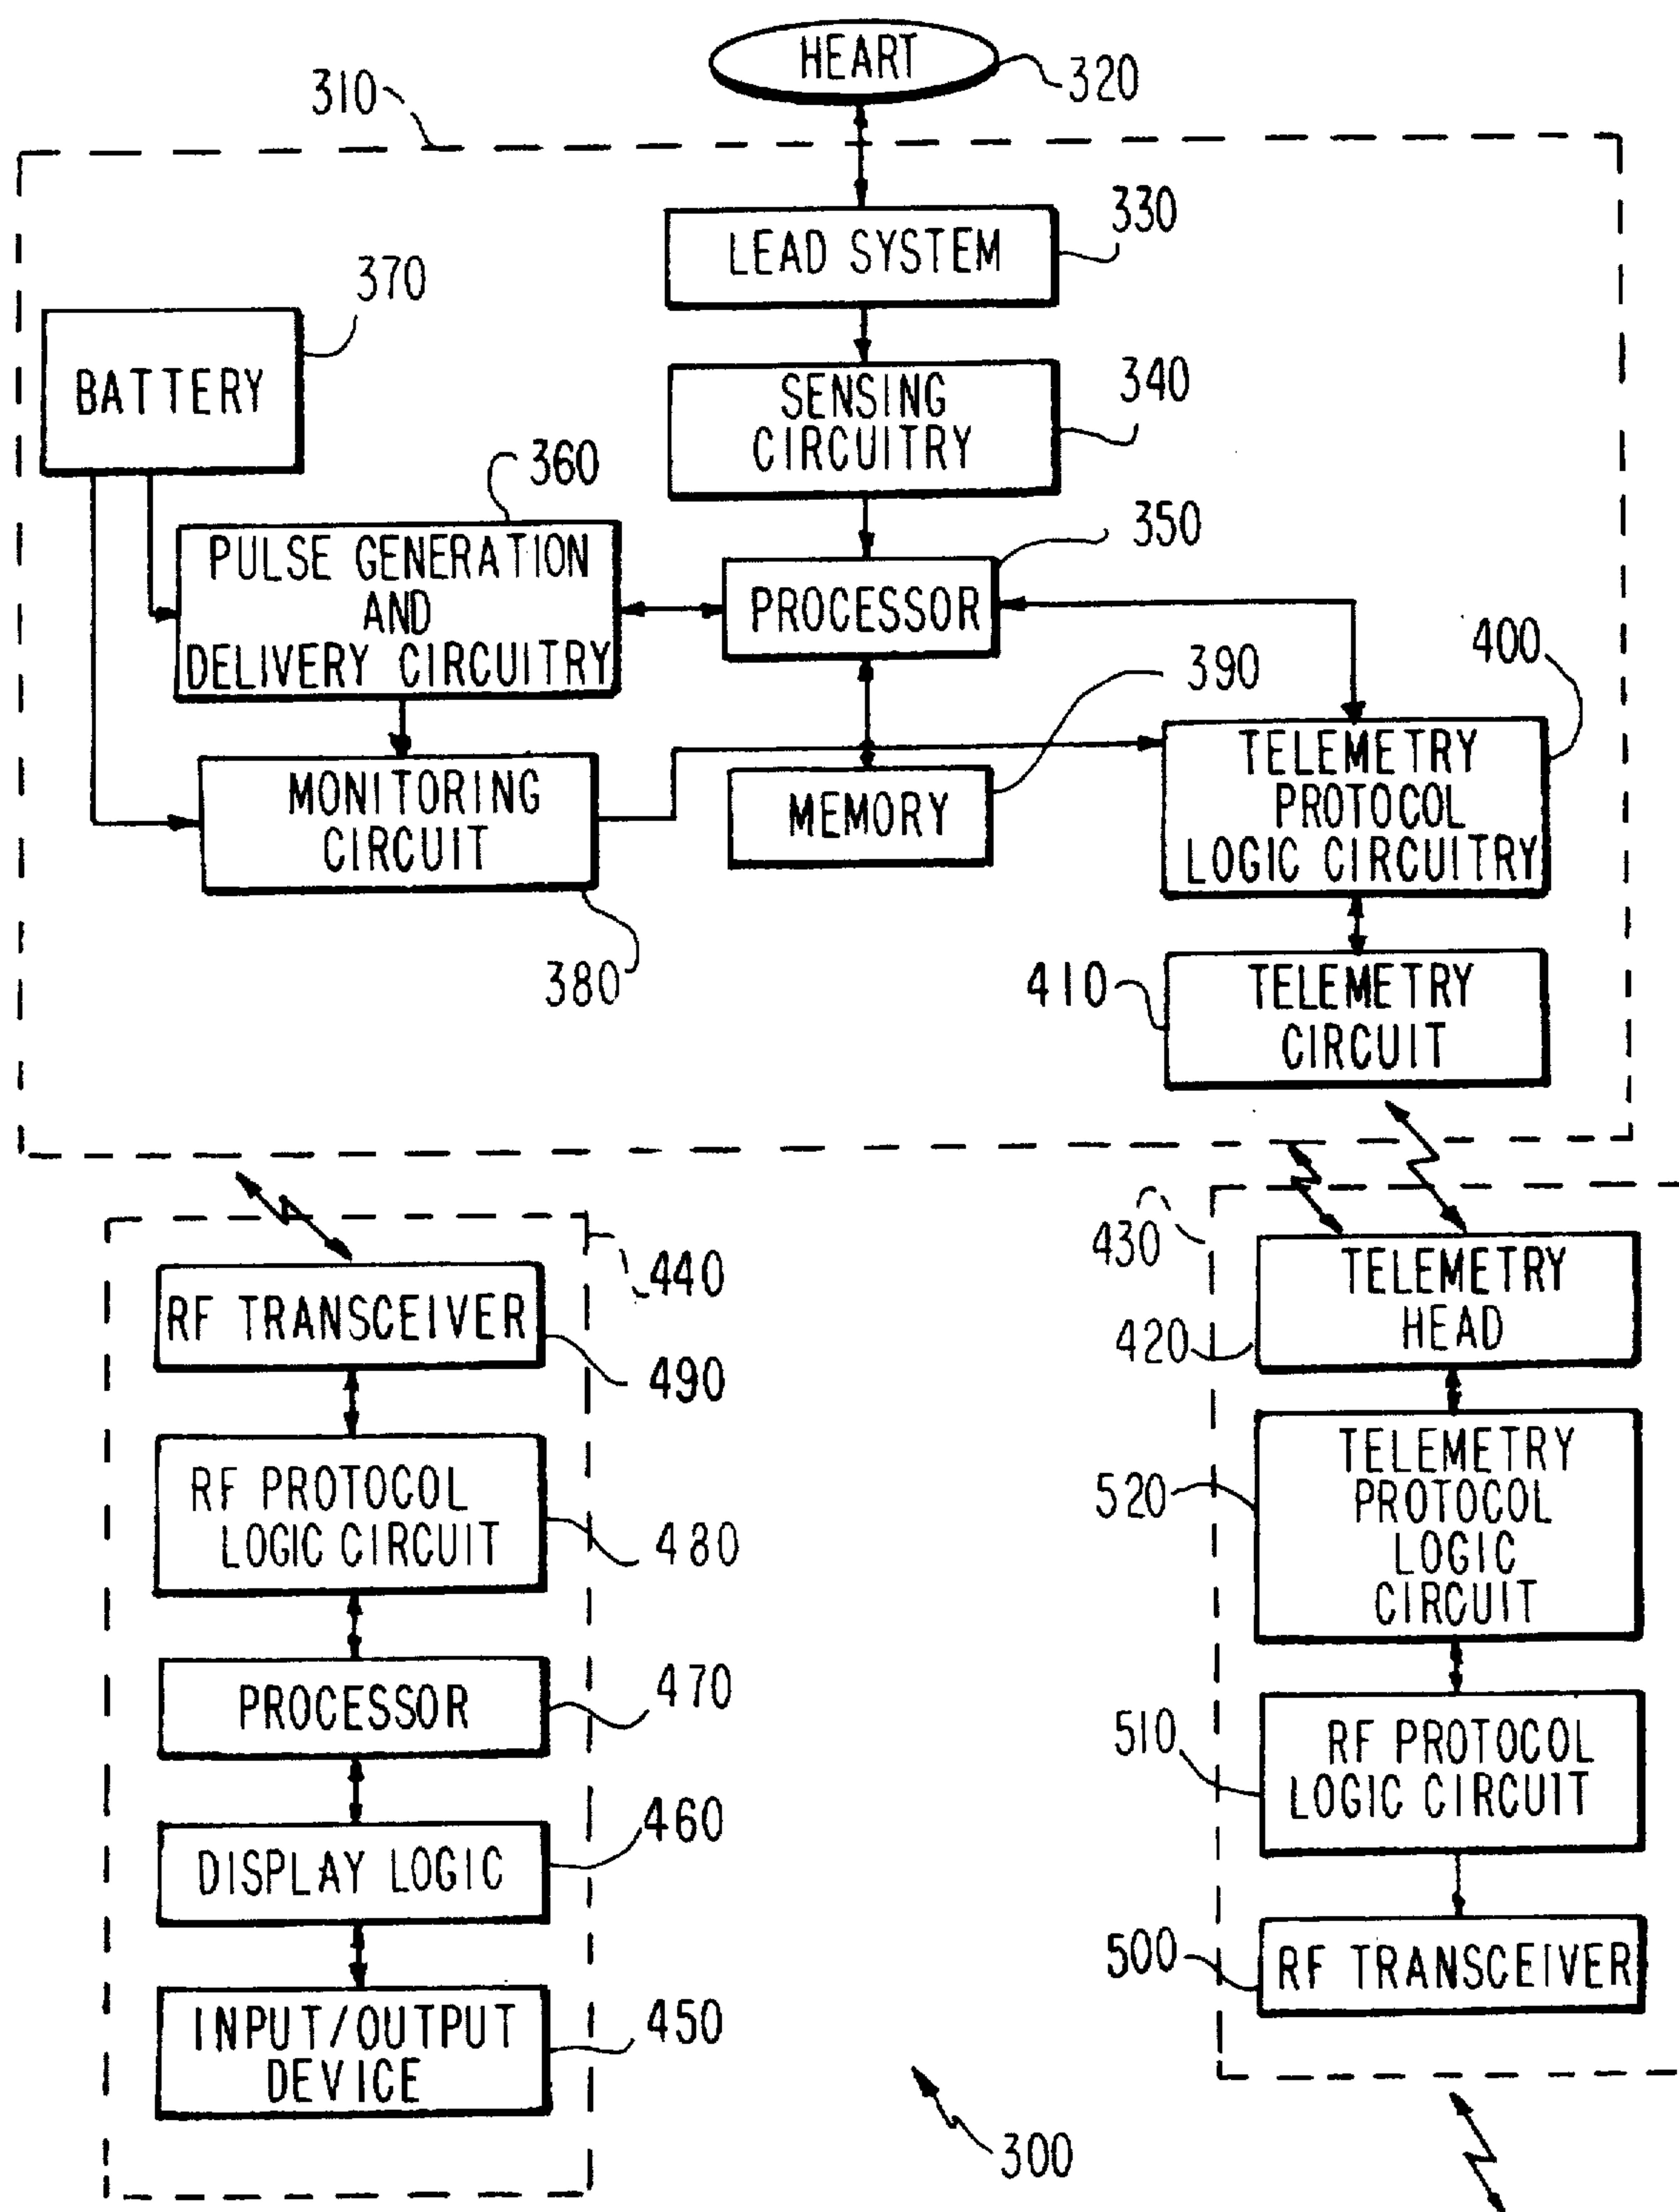 HEART
320
310
330
LEAD SYSTEM
370
BATTERY
340
SENSING
CIRCUITRY
360
350
PULSE GENERATION
AND
DELIVERY CIRCUITRY
PROCESSOR
390
400
MONITORING
CIRCUIT
MEMORY
TELEMETRY
PROTOCOL
LOGIC CIRCUITRY
380
410
TELEMETRY
CIRCUIT
440
RF TRANSCEIVER
490
RF PROTOCOL
LOGIC CIRCUIT
480
PROCESSOR
470
DISPLAY LOGIC
460
INPUT/OUTPUT
DEVICE
450
430
TELEMETRY
HEAD
420
TELEMETRY
PROTOCOL
LOGIC
CIRCUIT
520
RF PROTOCOL
LOGIC CIRCUIT
510
RF TRANSCEIVER
500
300